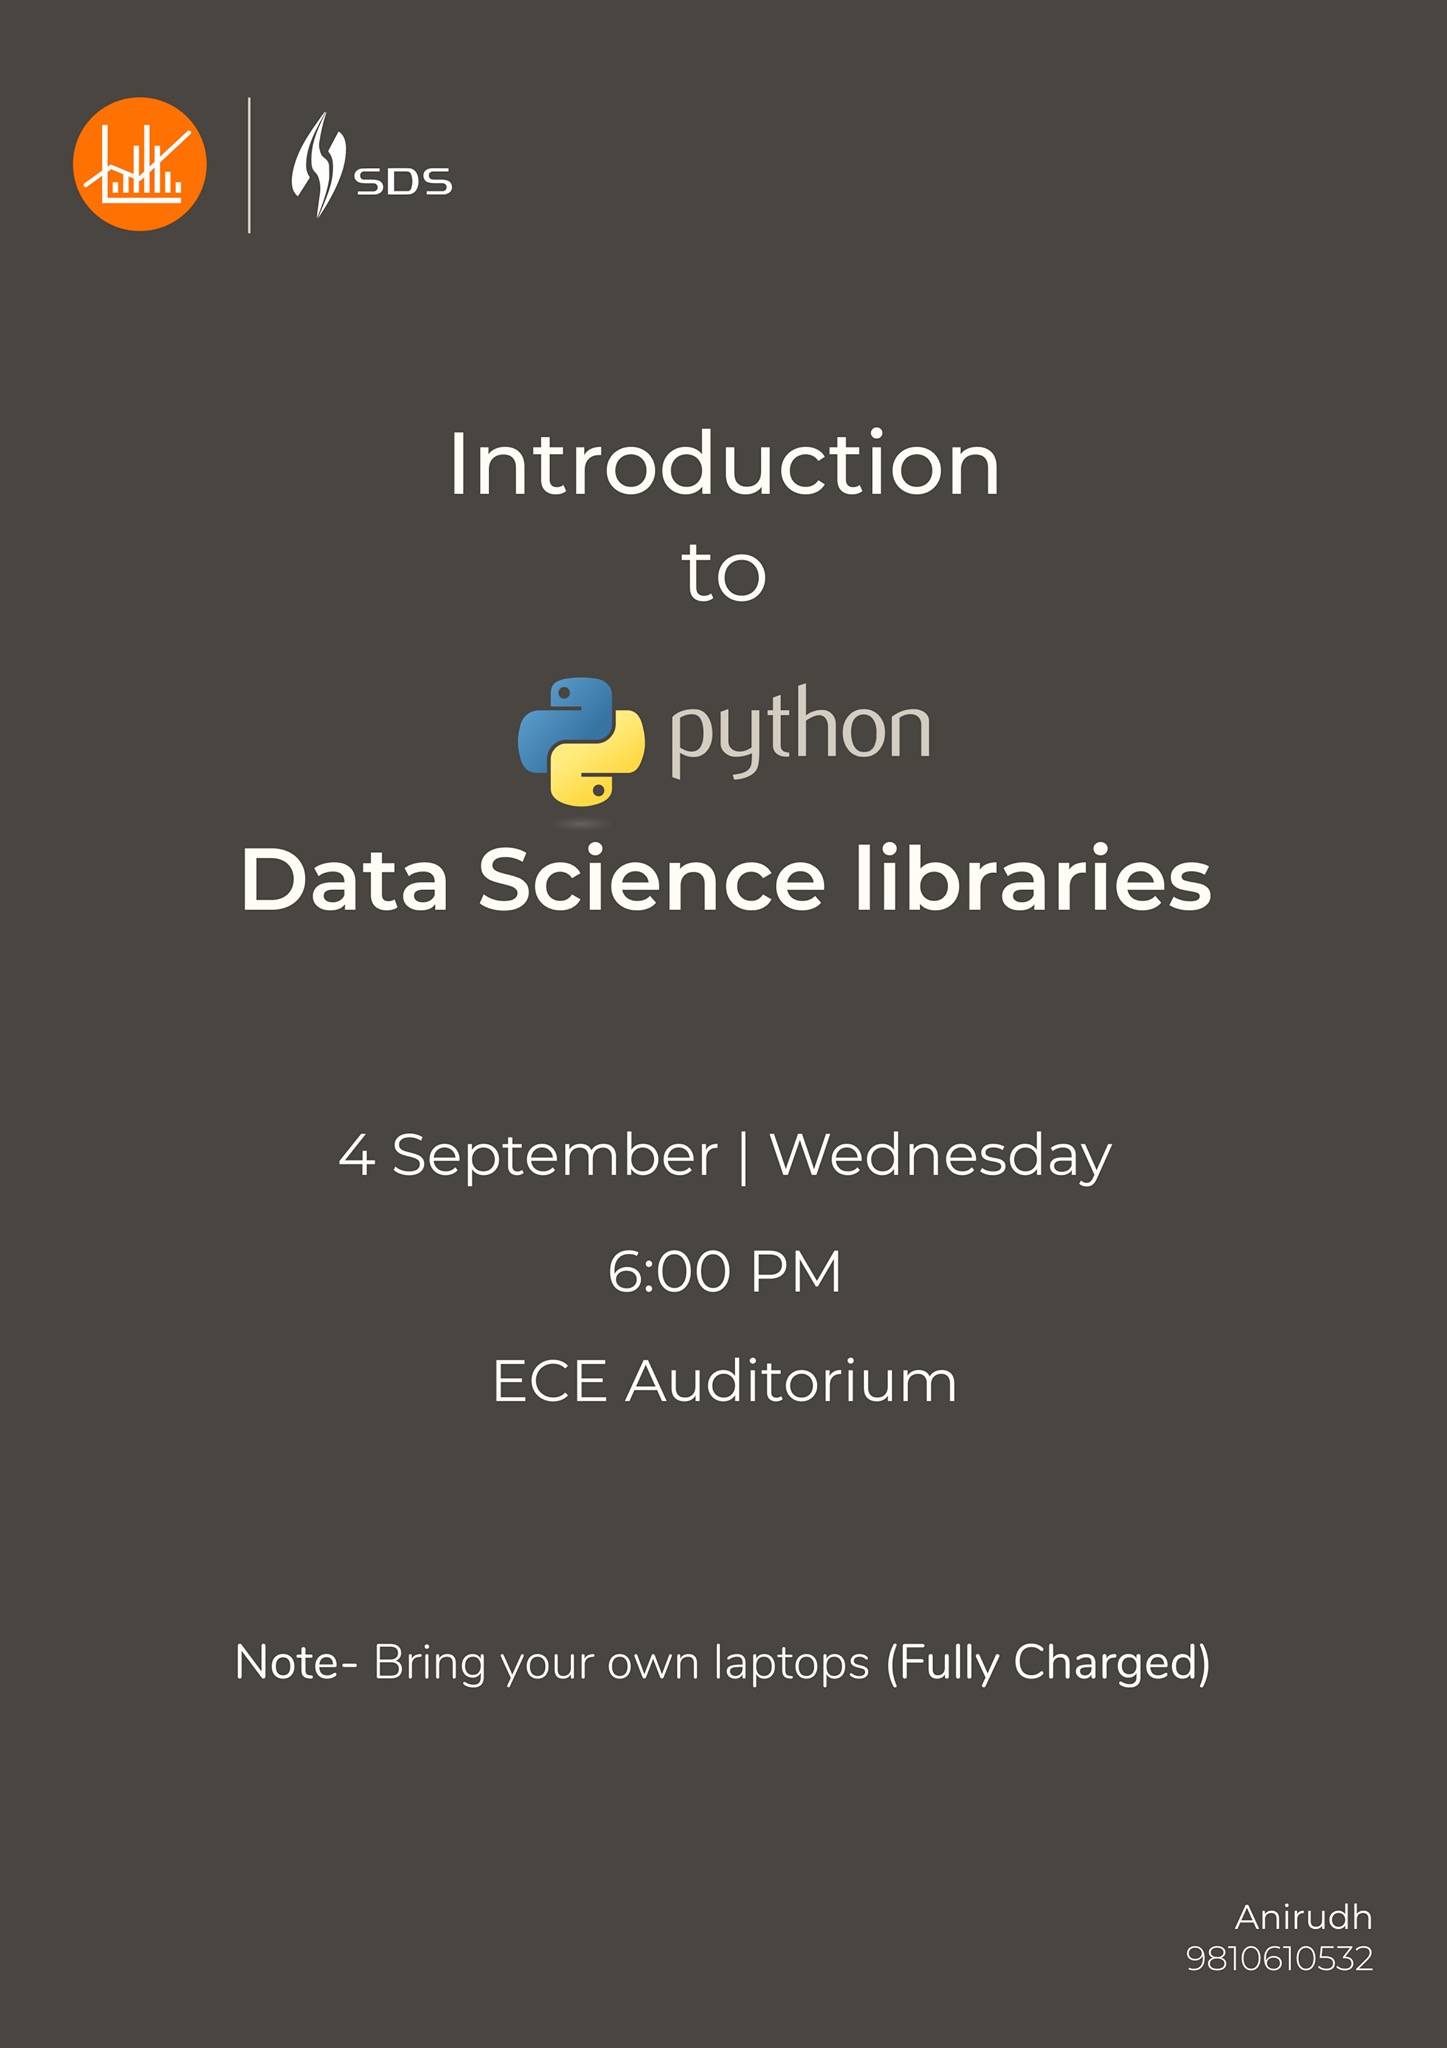 SDS
Introduction
to
python
Data Science libraries
4 September | Wednesday
6:00 PM
ECE Auditorium
Note- Bring your own laptops (Fully Charged)
Anirudh
9810610532